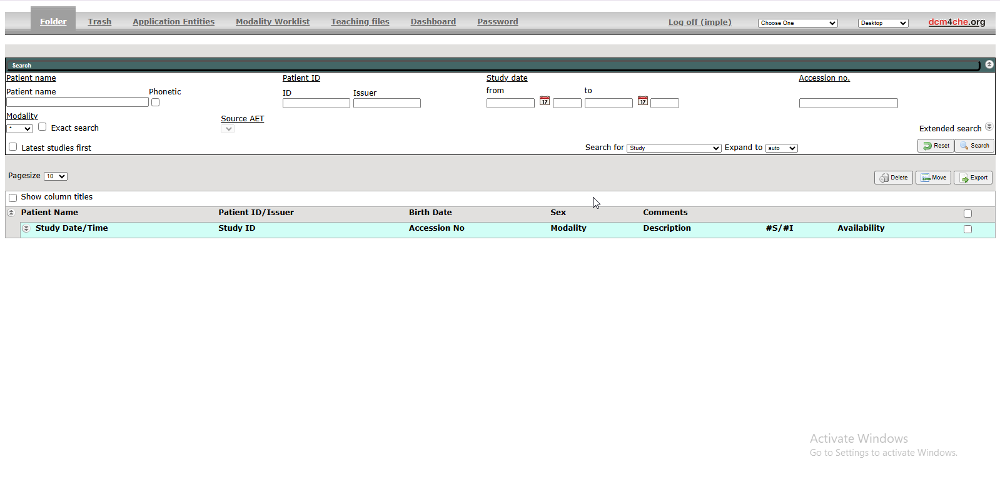 Folder Trash Application Entities Modality Worklist Teaching files Dashboard Password Log off (imple) Choose One Desktop dcm4che.org
Search
Patient name Patient ID Study date Accession no.
Patient name Phonetic ID Issuer from 17 to 17
Modality Source AET
* Exact search Extended search
Latest studies first Search for Study Expand to auto Reset Search
Pagesize 10 Delete Move Export
Show column titles
Patient Name Patient ID/Issuer Birth Date Sex Comments
Study Date/Time Study ID Accession No Modality Description #S/#I Availability
Activate Windows
Go to Settings to activate Windows.